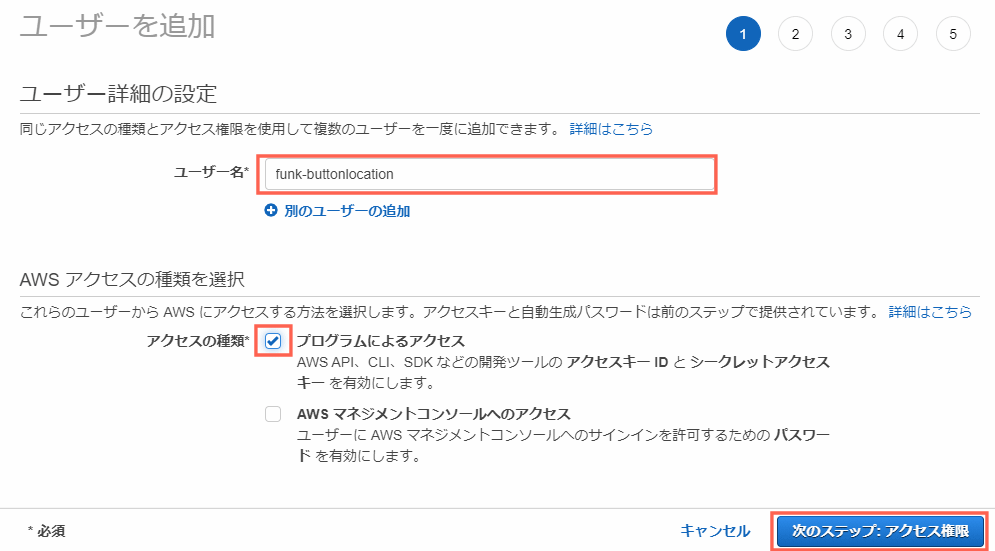 ユーザーを追加
1 2 3 4 5
ユーザー詳細の設定
同じアクセスの種類とアクセス権限を使用して複数のユーザーを一度に追加できます。 詳細はこちら
ユーザー名* funk-buttonlocation
別のユーザーの追加
AWS アクセスの種類を選択
これらのユーザーから AWS にアクセスする方法を選択します。アクセスキーと自動生成パスワードは前のステップで提供されています。 詳細はこちら
アクセスの種類* プログラムによるアクセス
AWS API、CLI、SDK などの開発ツールの アクセスキー ID と シークレットアクセス
キー を有効にします。
AWS マネジメントコンソールへのアクセス
ユーザーに AWS マネジメントコンソールへのサインインを許可するための パスワー
ド を有効にします。
* 必須 キャンセル 次のステップ: アクセス権限